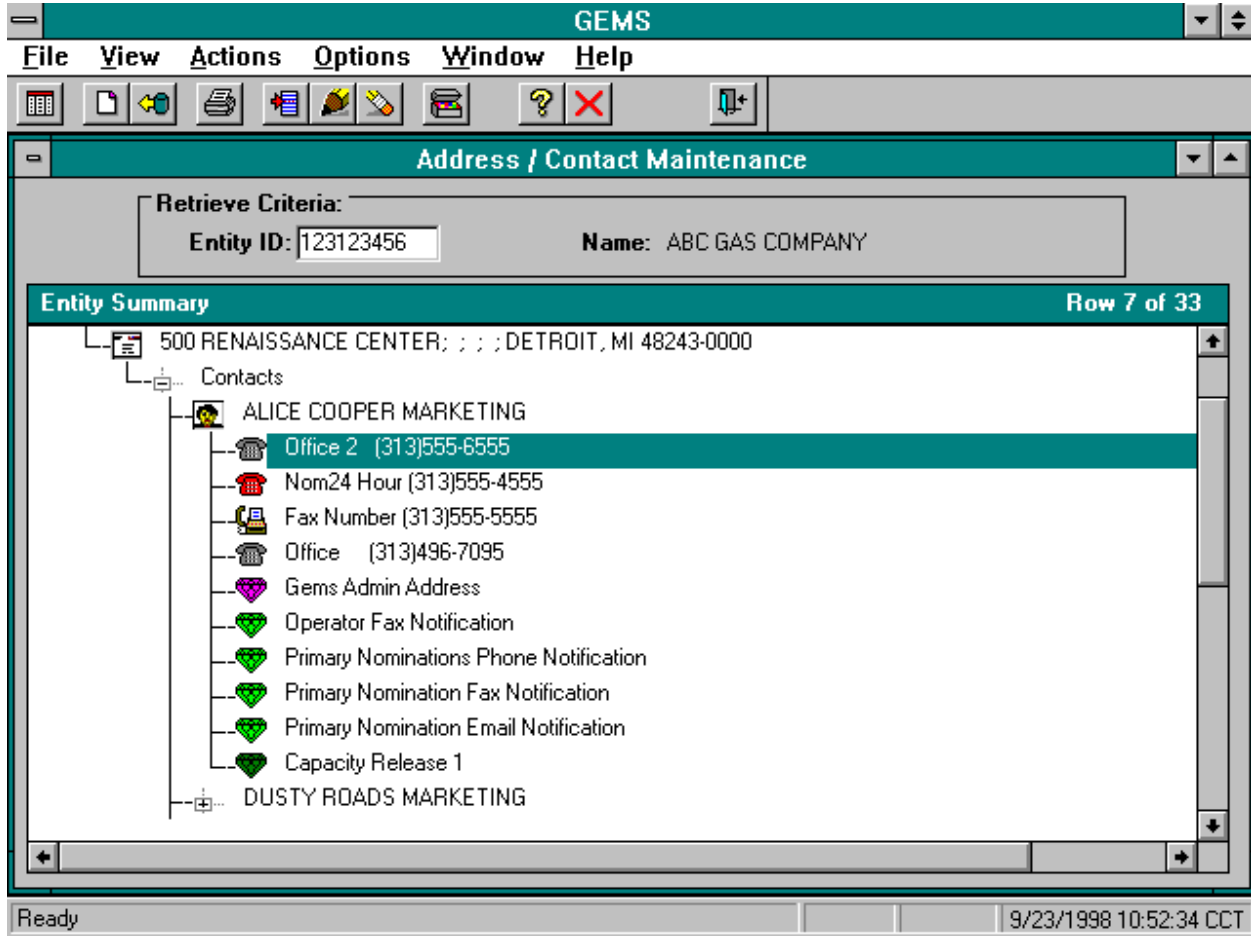 GEMS
File View Actions Options Window Help
Address / Contact Maintenance
Retrieve Criteria:
Entity ID: 123123456 Name: ABC GAS COMPANY
Entity Summary Row 7 of 33
500 RENAISSANCE CENTER; ; ; ; DETROIT, MI 48243-0000
Contacts
ALICE COOPER MARKETING
Office 2 (313)555-6555
Nom24 Hour (313)555-4555
Fax Number (313)555-5555
Office (313)496-7095
Gems Admin Address
Operator Fax Notification
Primary Nominations Phone Notification
Primary Nomination Fax Notification
Primary Nomination Email Notification
Capacity Release 1
DUSTY ROADS MARKETING
Ready 9/23/1998 10:52:34 CCT